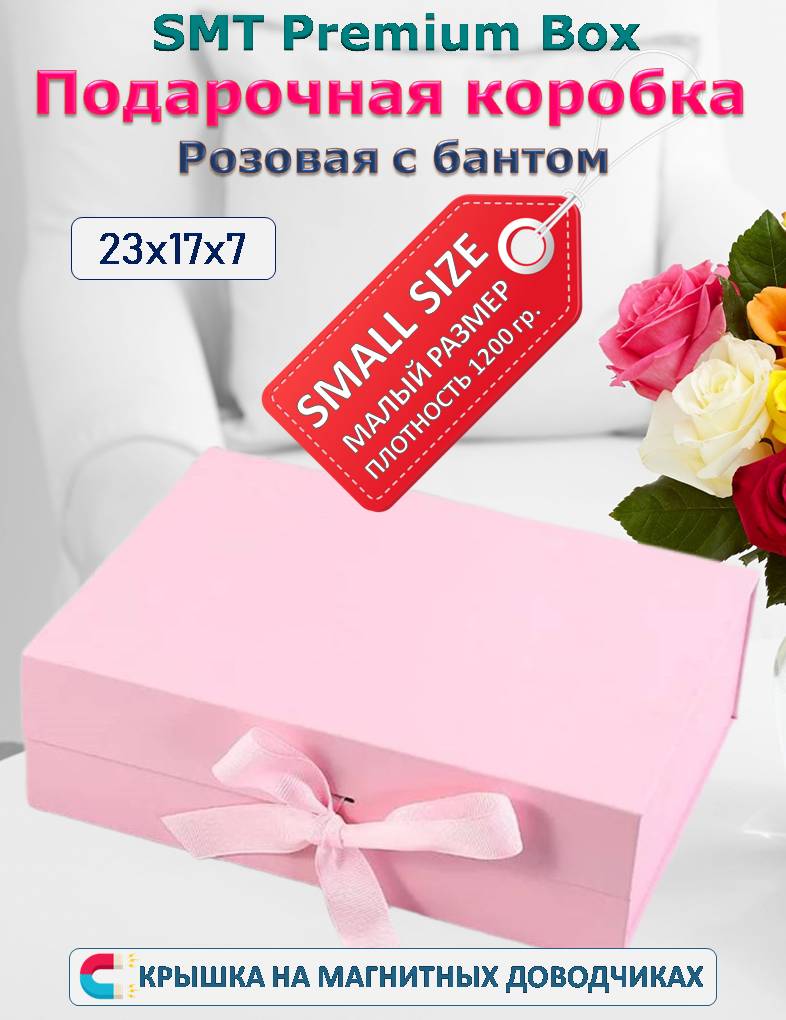 SMT Premium Box
Подарочная коробка
Розовая с бантом
23x17x7
SMALL SIZE
МАЛЫЙ РАЗМЕР
ПЛОТНОСТЬ 1200 гр.
КРЫШКА НА МАГНИТНЫХ ДОВОДЧИКАХ